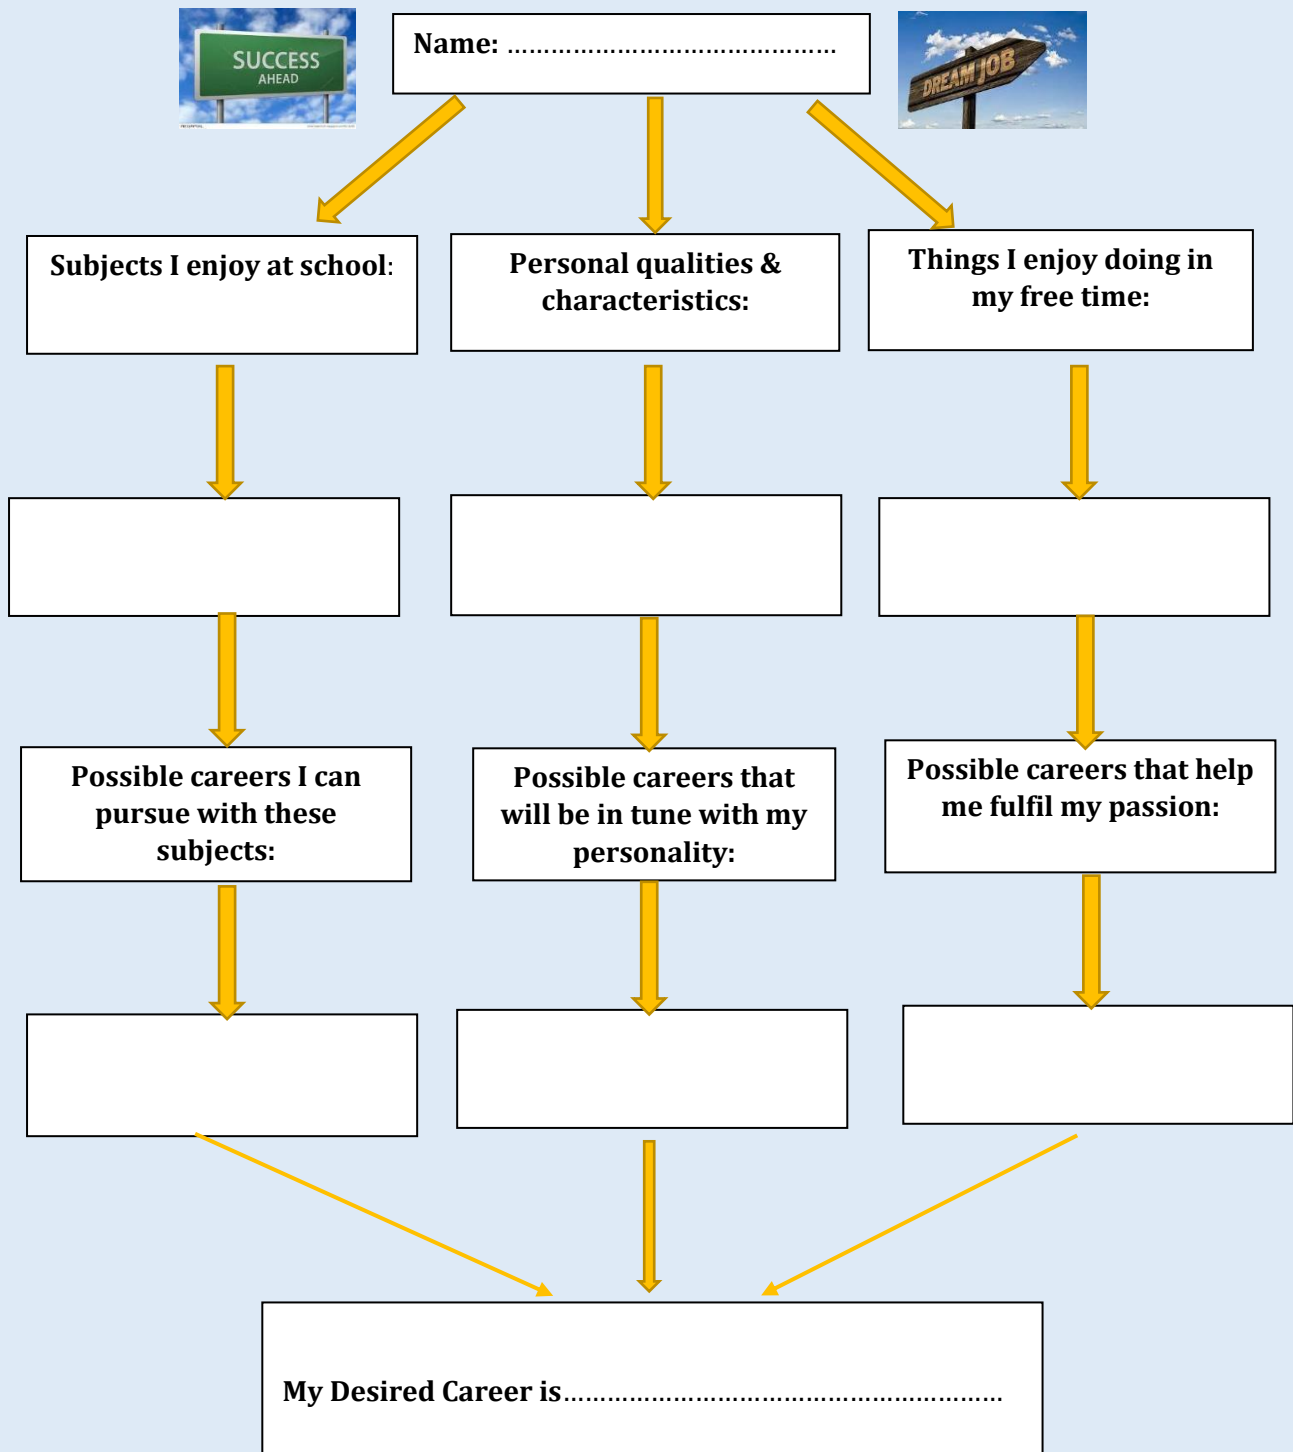 SUCCESS
AHEAD
Name: ………………………………………
DREAM JOB
Subjects I enjoy at school:
Personal qualities &
characteristics:
Things I enjoy doing in
my free time:
Possible careers I can
pursue with these
subjects:
Possible careers that
will be in tune with my
personality:
Possible careers that help
me fulfil my passion:
My Desired Career is……………………………………………………